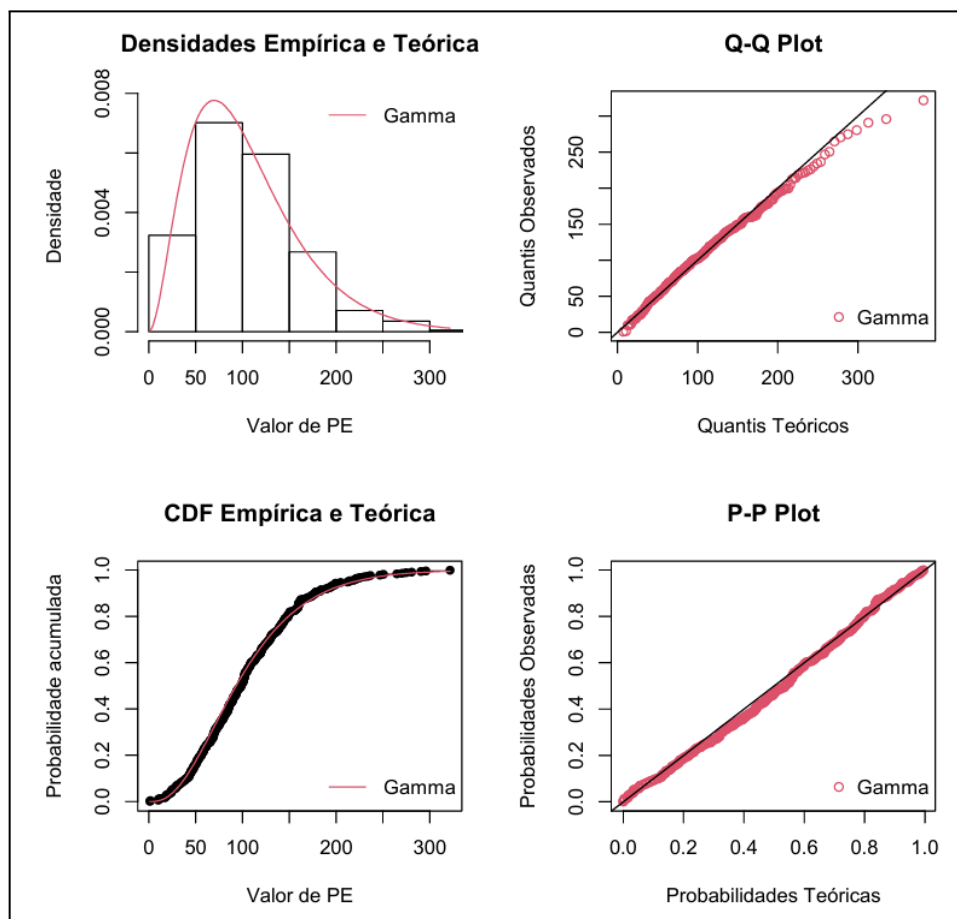 Densidades Empírica e Teórica
Densidade
0.000
0.004
0.008
Gamma
0
50
100
200
300
Valor de PE
Q-Q Plot
Quantis Observados
0
50
150
250
Gamma
0
100
200
300
Quantis Teóricos
CDF Empírica e Teórica
Probabilidade acumulada
0.0
0.2
0.4
0.6
0.8
1.0
Gamma
0
50
100
200
300
Valor de PE
P-P Plot
Probabilidades Observadas
0.0
0.2
0.4
0.6
0.8
1.0
Gamma
0.0
0.2
0.4
0.6
0.8
1.0
Probabilidades Teóricas